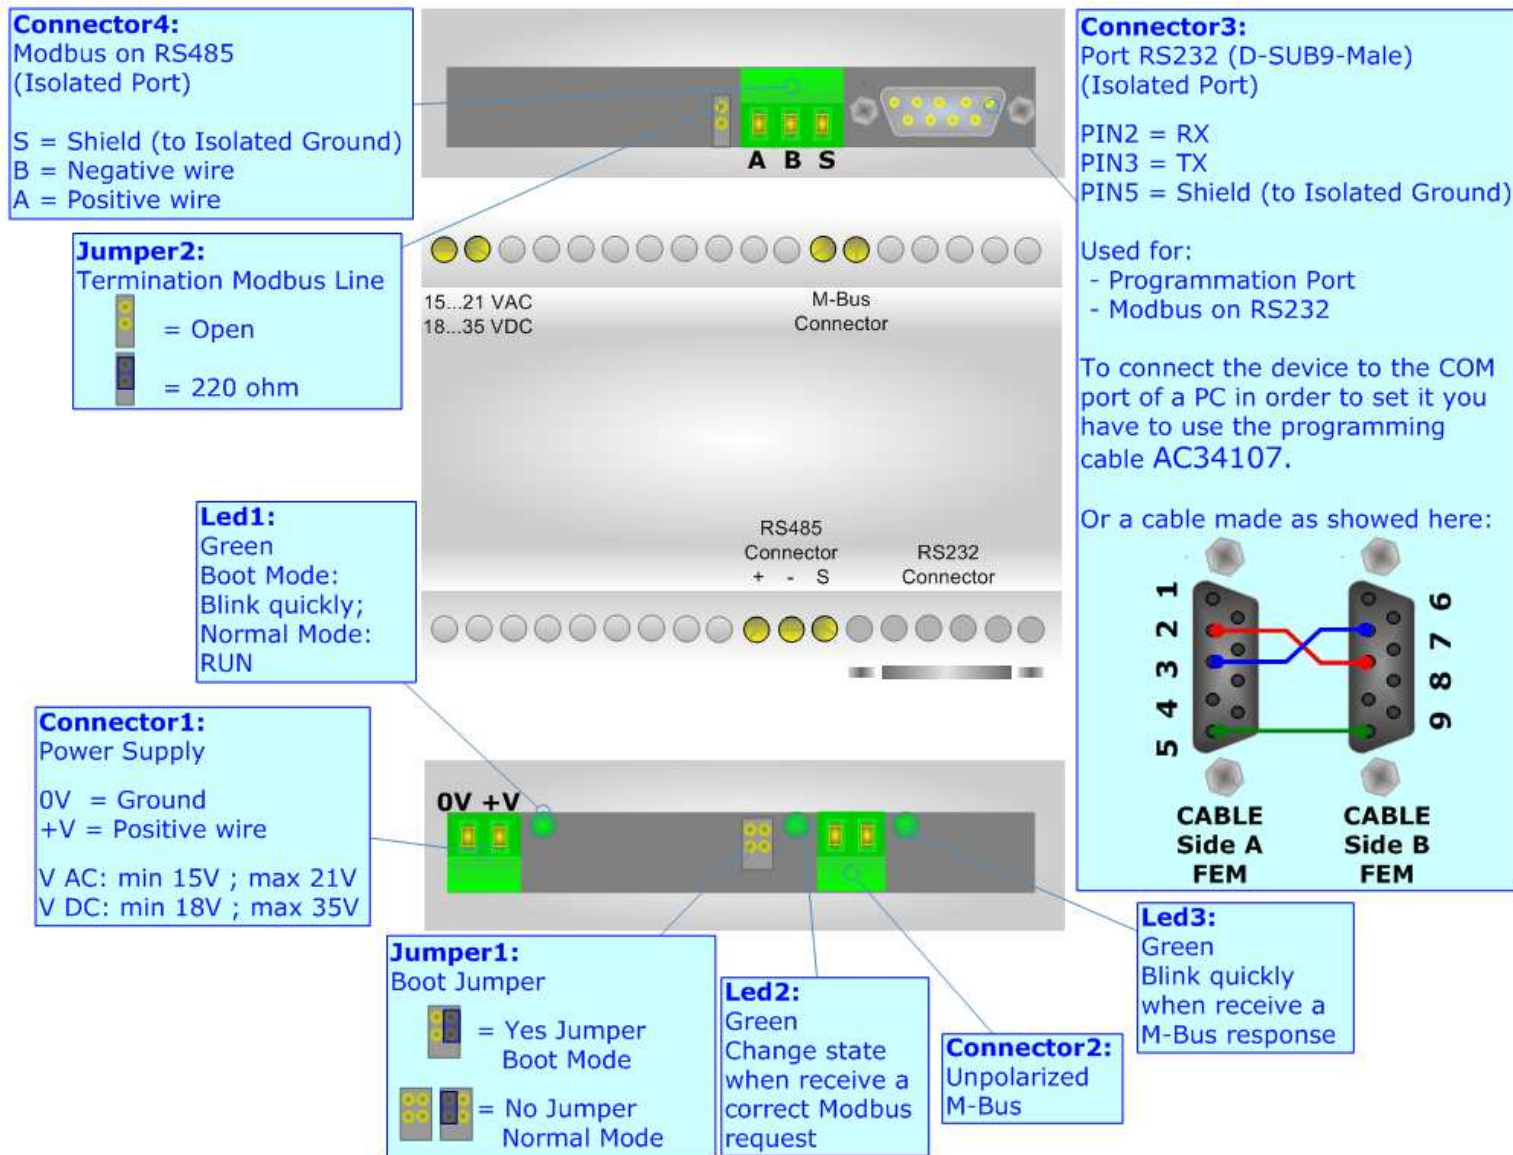 Connector4:
Modbus on RS485
(Isolated Port)
S = Shield (to Isolated Ground)
B = Negative wire
A = Positive wire
Jumper2:
Termination Modbus Line
= Open
= 220 ohm
A B S
Connector3:
Port RS232 (D-SUB9-Male)
(Isolated Port)
PIN2 = RX
PIN3 = TX
PIN5 = Shield (to Isolated Ground)
Used for:
- Programmation Port
- Modbus on RS232
To connect the device to the COM
port of a PC in order to set it you
have to use the programming
cable AC34107.
Or a cable made as showed here:
1
2
3
4
5
6
7
8
9
CABLE
Side A
FEM
CABLE
Side B
FEM
15...21 VAC
18...35 VDC
M-Bus
Connector
RS485
Connector
+ - S
RS232
Connector
Led1:
Green
Boot Mode:
Blink quickly;
Normal Mode:
RUN
Connector1:
Power Supply
0V = Ground
+V = Positive wire
V AC: min 15V ; max 21V
V DC: min 18V ; max 35V
0V +V
Jumper1:
Boot Jumper
= Yes Jumper
Boot Mode
= No Jumper
Normal Mode
Led2:
Green
Change state
when receive a
correct Modbus
request
Connector2:
Unpolarized
M-Bus
Led3:
Green
Blink quickly
when receive a
M-Bus response